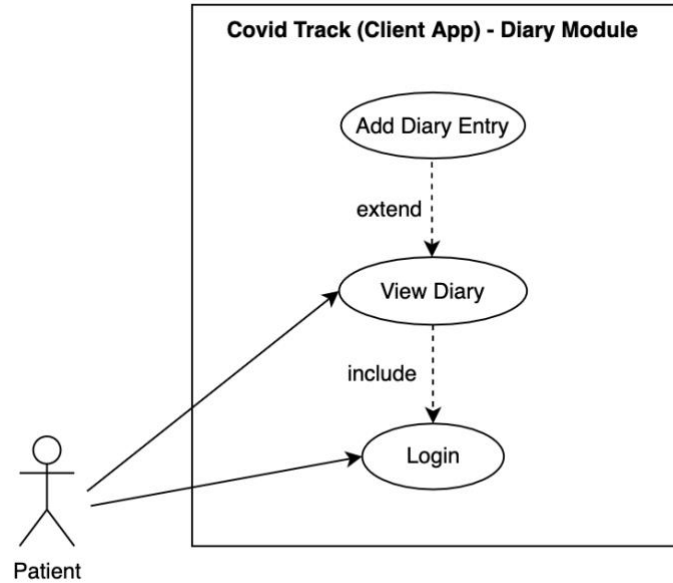 Covid Track (Client App) - Diary Module
Add Diary Entry
extend
View Diary
include
Login
Patient